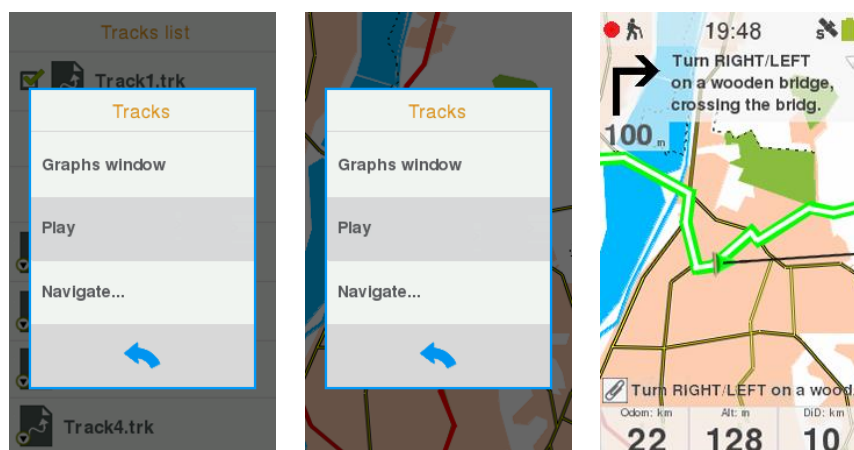 Tracks list
Track1.trk
Tracks
Graphs window
Play
Navigate...
Track4.trk
Tracks
Graphs window
Play
Navigate...
19:48
S
Turn RIGHT/LEFT
on a wooden bridge,
crossing the bridg.
100 m
Turn RIGHT/LEFT on a wood
Odom: km
Alt: m
DiD: km
22
128
10